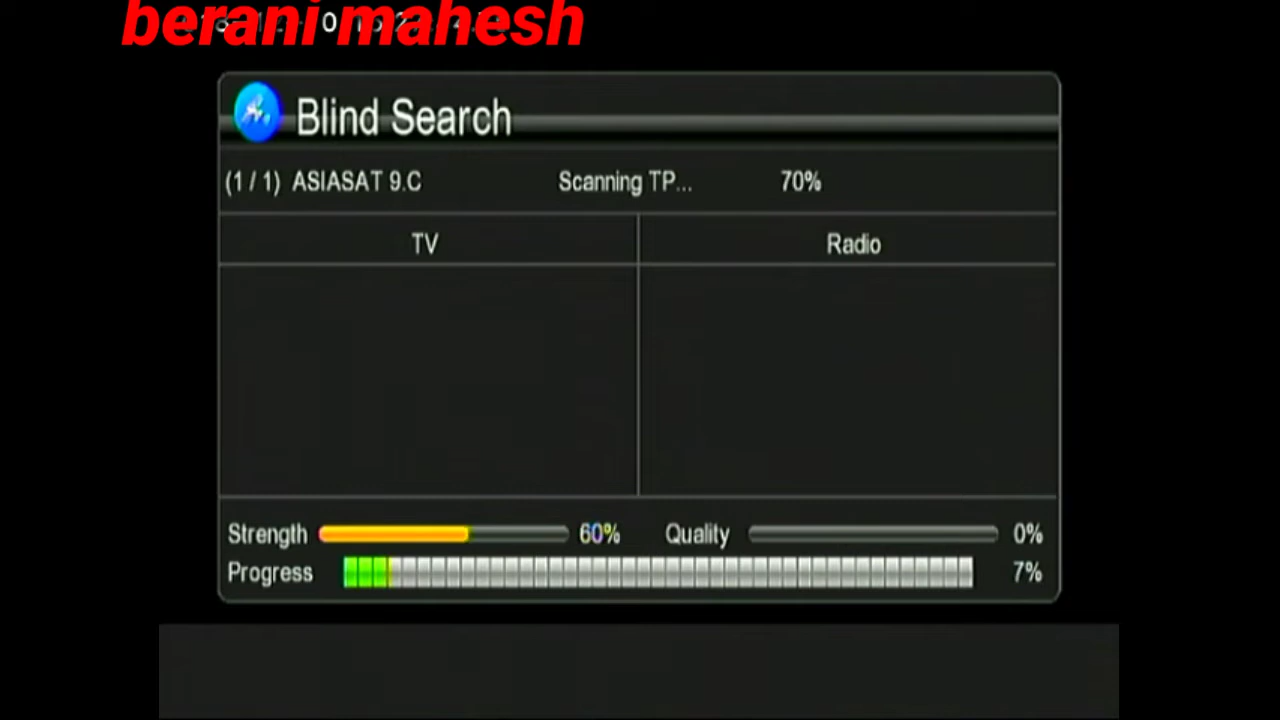 berani mahesh
Blind Search
(1 / 1) ASIASAT 9.C Scanning TP... 70%
TV Radio
Strength 60% Quality 0%
Progress 7%